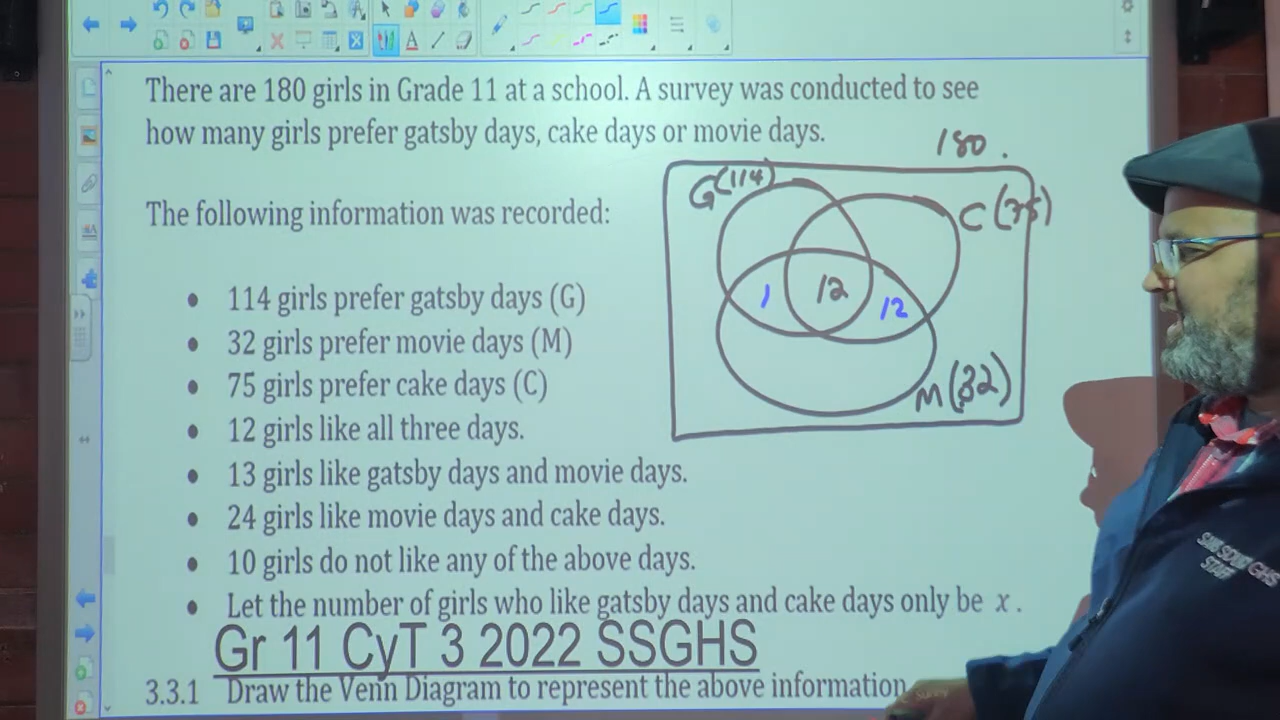 There are 180 girls in Grade 11 at a school. A survey was conducted to see
how many girls prefer gatsby days, cake days or movie days.
180 .
G(114)
The following information was recorded:
C(75)
• 114 girls prefer gatsby days (G)
1 12 12
• 32 girls prefer movie days (M)
• 75 girls prefer cake days (C)
M(32)
• 12 girls like all three days.
• 13 girls like gatsby days and movie days.
• 24 girls like movie days and cake days.
• 10 girls do not like any of the above days.
• Let the number of girls who like gatsby days and cake days only be x .
Gr 11 CyT 3 2022 SSGHS
3.3.1 Draw the Venn Diagram to represent the above information
GHS
STAFF